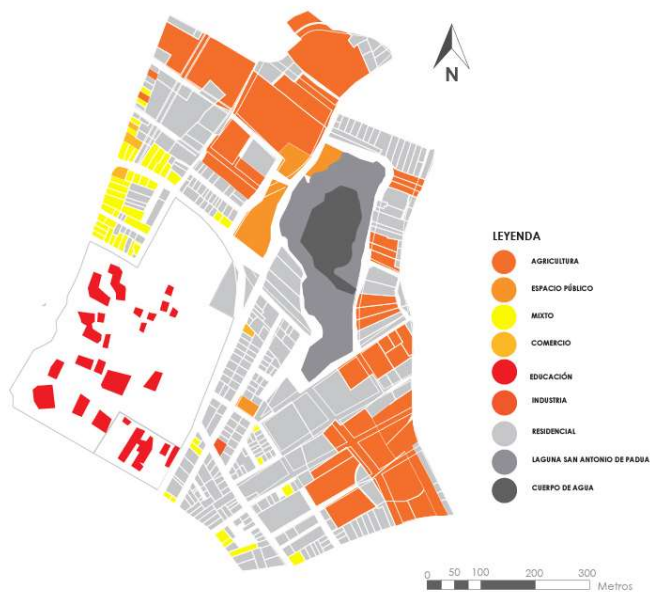 N
LEYENDA
AGRICULTURA
ESPACIO PÚBLICO
MIXTO
COMERCIO
EDUCACIÓN
INDUSTRIA
RESIDENCIAL
LAGUNA SAN ANTONIO DE PADUA
CUERPO DE AGUA
0 50 100 200 300
Metros